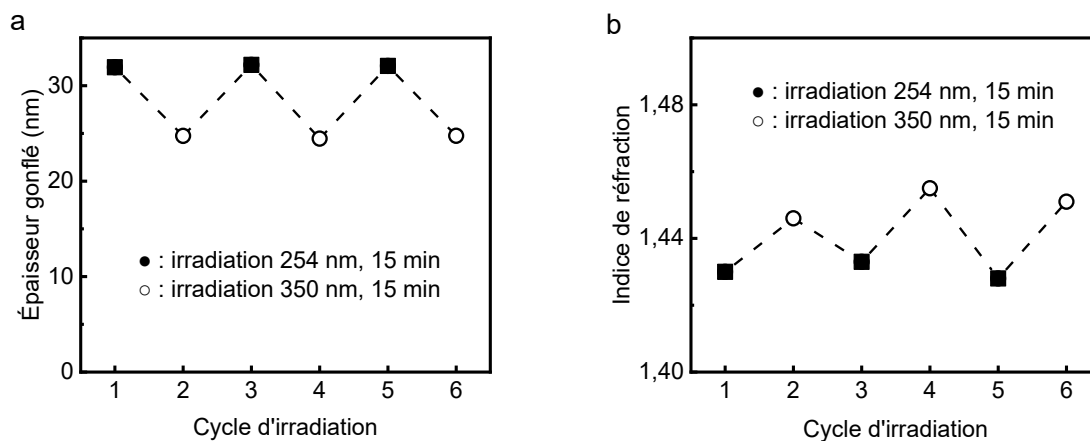 a
Épaisseur gonflé (nm)
30
20
10
0
● : irradiation 254 nm, 15 min
○ : irradiation 350 nm, 15 min
1 2 3 4 5 6
Cycle d'irradiation
b
Indice de réfraction
1,48
1,44
1,40
● : irradiation 254 nm, 15 min
○ : irradiation 350 nm, 15 min
1 2 3 4 5 6
Cycle d'irradiation